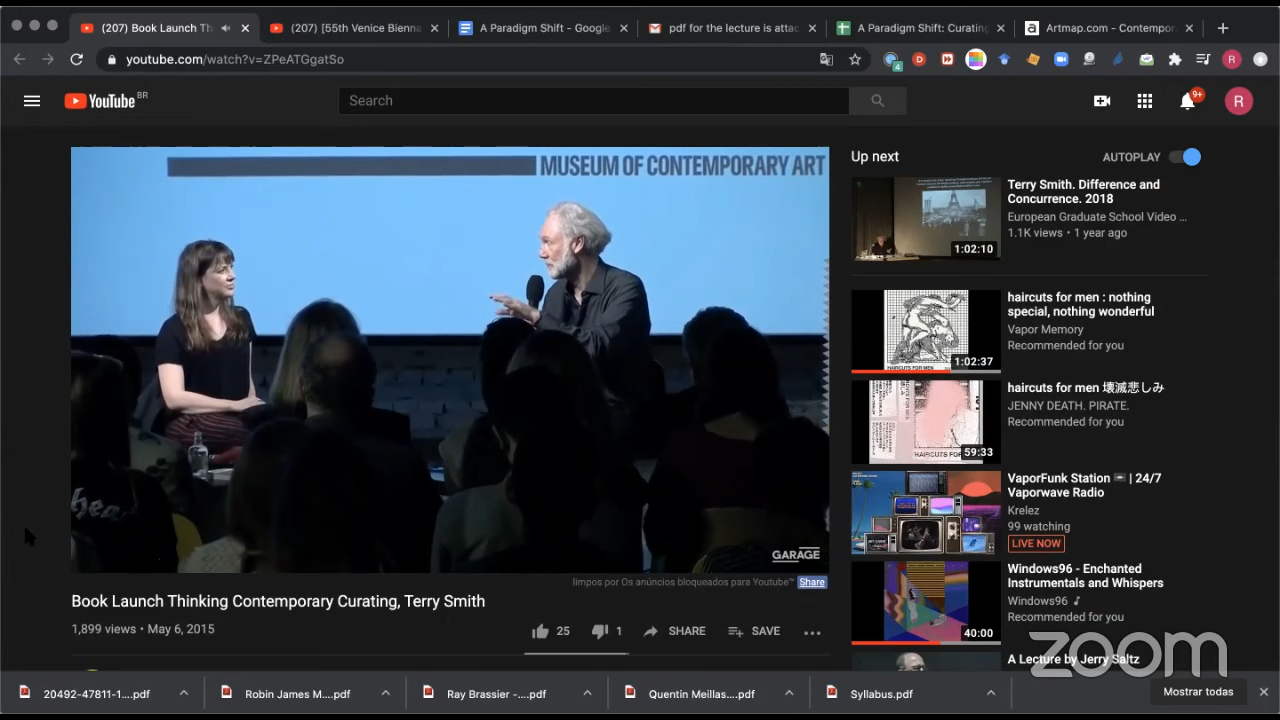 (207) Book Launch Th
(207) [55th Venice Bienna
A Paradigm Shift - Google
pdf for the lecture is attac
A Paradigm Shift: Curating
Artmap.com - Contempor
youtube.com/watch?v=ZPeATGgatSo
4
R
YouTube BR
Search
9+
R
MUSEUM OF CONTEMPORARY ART
GARAGE
limpos por Os anúncios bloqueados para Youtube™ Share
Book Launch Thinking Contemporary Curating, Terry Smith
1,899 views • May 6, 2015
25
1
SHARE
SAVE
Up next
AUTOPLAY
1:02:10
Terry Smith. Difference and
Concurrence. 2018
European Graduate School Video ...
1.1K views • 1 year ago
HAIRCUTS FOR MEN
1:02:37
haircuts for men : nothing
special, nothing wonderful
Vapor Memory
Recommended for you
HAIRCUTS FOR
59:33
haircuts for men 壊滅悲しみ
JENNY DEATH. PIRATE.
Recommended for you
VaporFunk Station 📼 | 24/7
Vaporwave Radio
Krelez
99 watching
LIVE NOW
40:00
Windows96 - Enchanted
Instrumentals and Whispers
Windows96 ♪
Recommended for you
A Lecture by Jerry Saltz
zoom
20492-47811-1....pdf
Robin James M....pdf
Ray Brassier -....pdf
Quentin Meillas....pdf
Syllabus.pdf
Mostrar todas